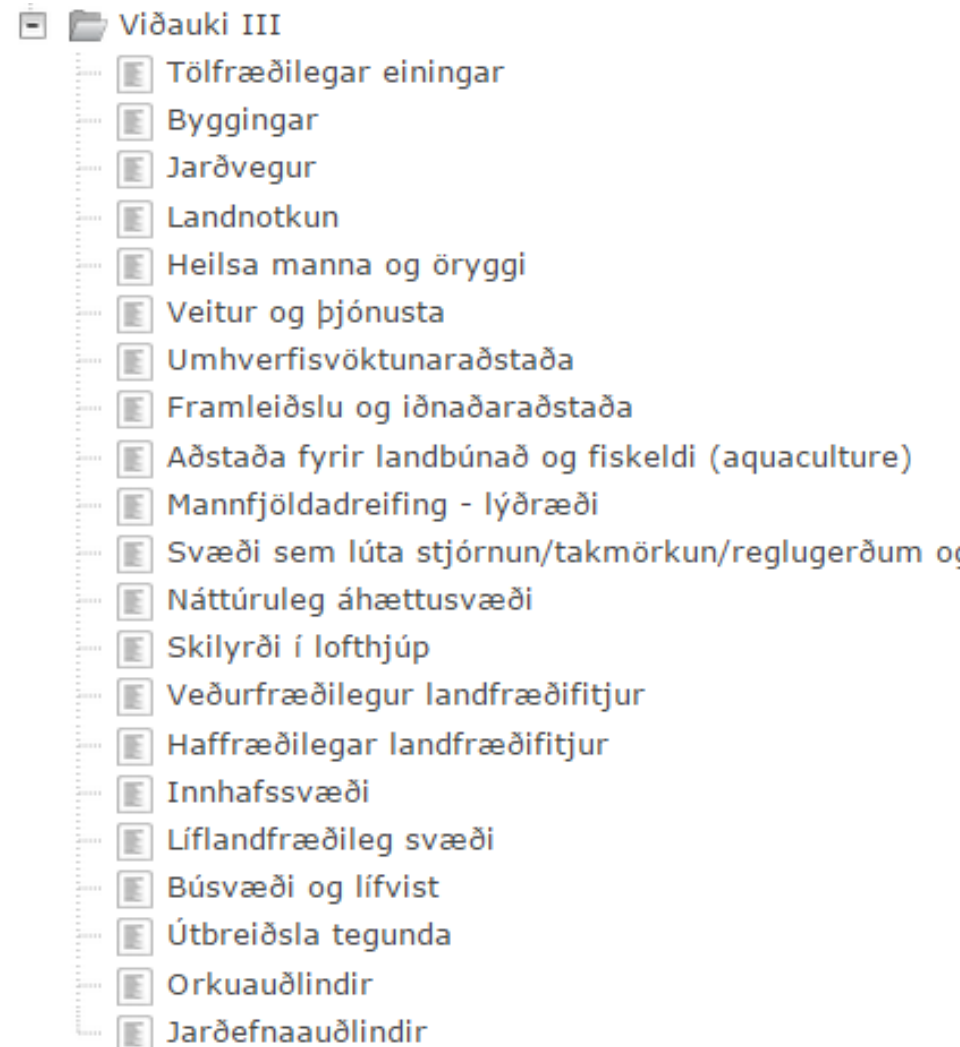 Viðauki III
Tölfræðilegar einingar
Byggingar
Jarðvegur
Landnotkun
Heilsa manna og öryggi
Veitur og þjónusta
Umhverfisvöktunaraðstaða
Framleiðslu og iðnaðaraðstaða
Aðstaða fyrir landbúnað og fiskeldi (aquaculture)
Mannfjöldadreifing - lýðræði
Svæði sem lúta stjórnun/takmörkun/reglugerðum og
Náttúruleg áhættusvæði
Skilyrði í lofthjúp
Veðurfræðilegur landfræðifitjur
Haffræðilegar landfræðifitjur
Innhafssvæði
Líflandfræðileg svæði
Búsvæði og lífvist
Útbreiðsla tegunda
Orkuauðlindir
Jarðefnaauðlindir